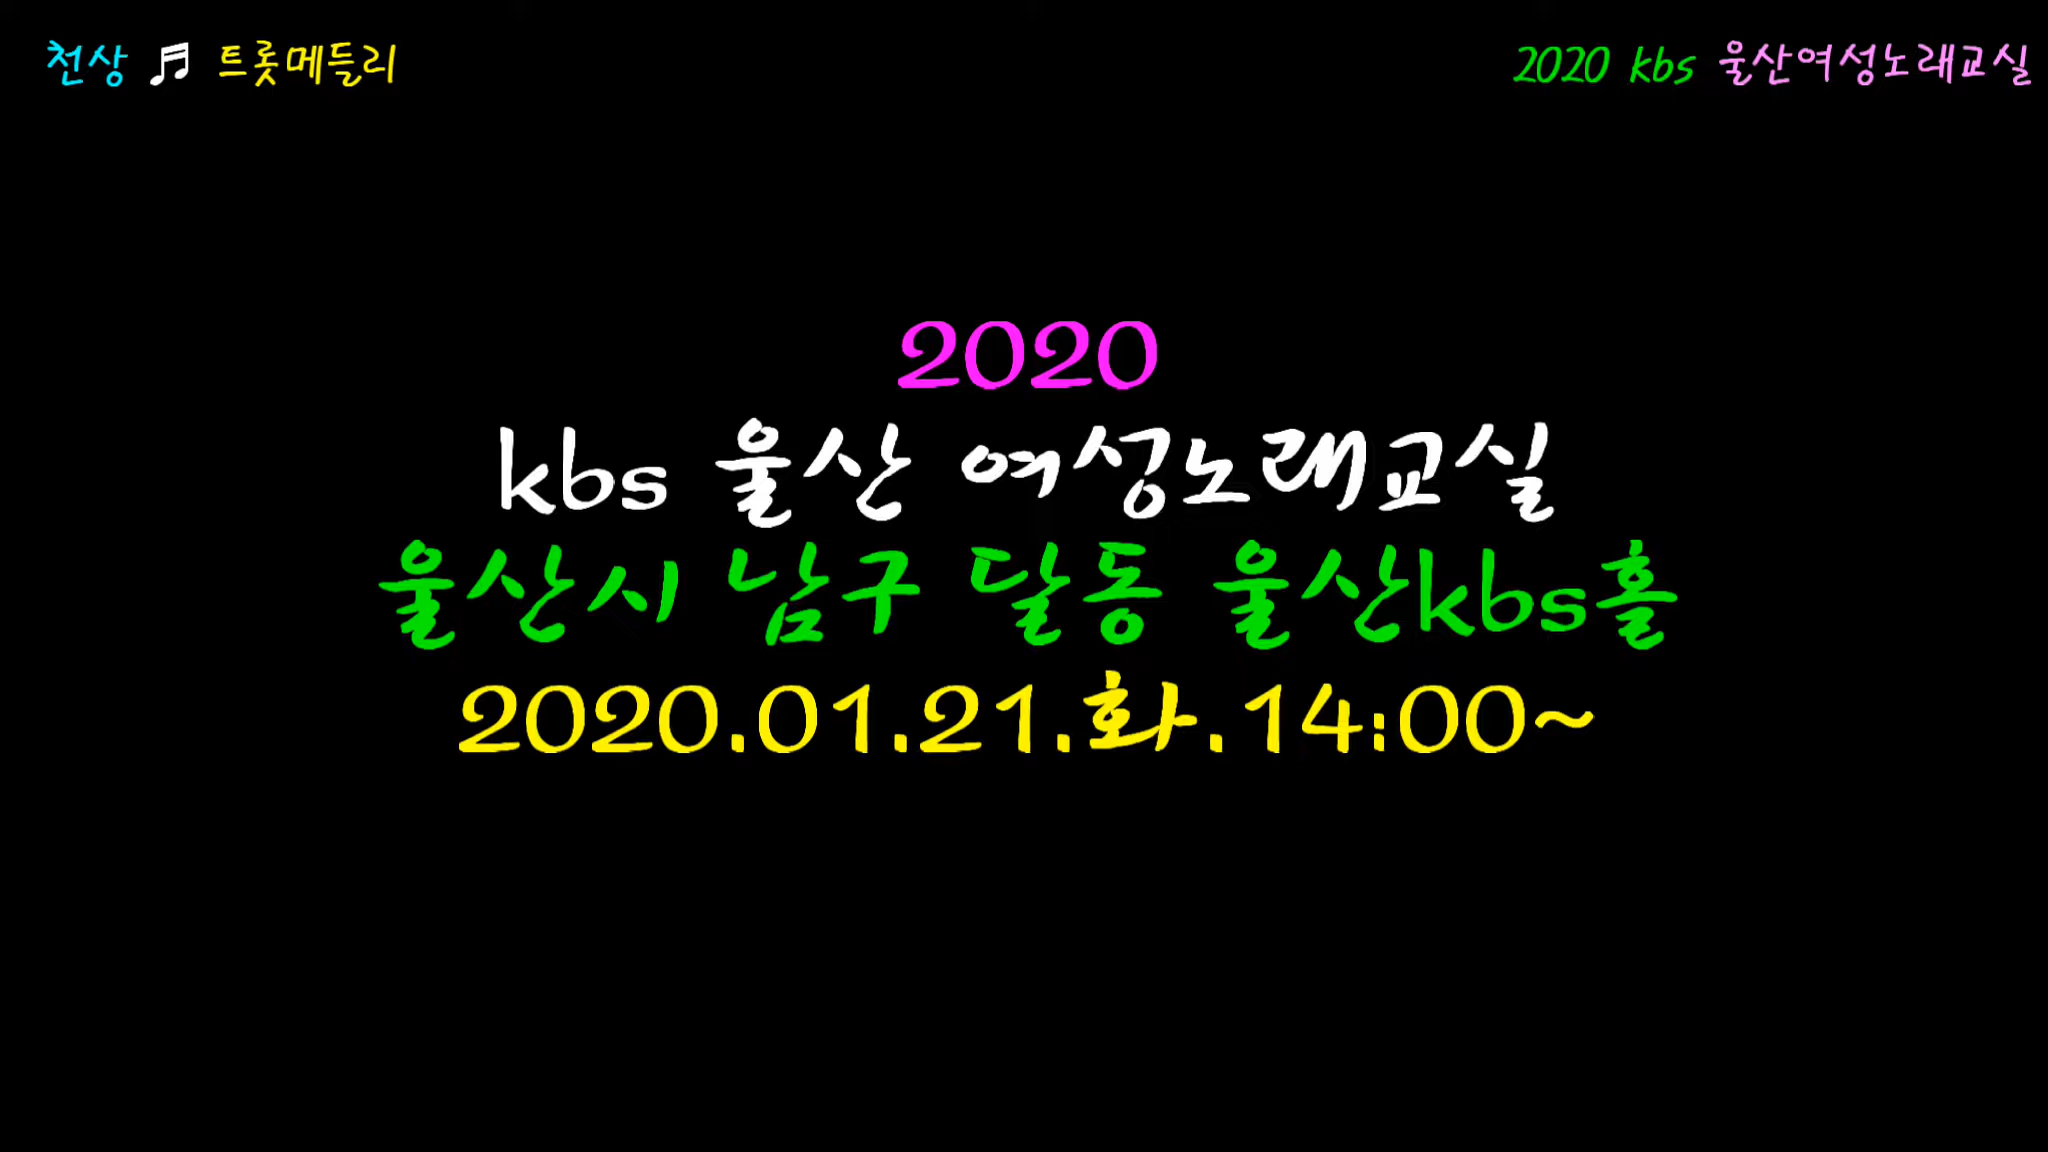 천상 ♬ 트롯메들리
2020 kbs 울산여성노래교실
2020
kbs 울산 여성노래교실
울산시 남구 달동 울산kbs홀
2020.01.21.화.14:00~